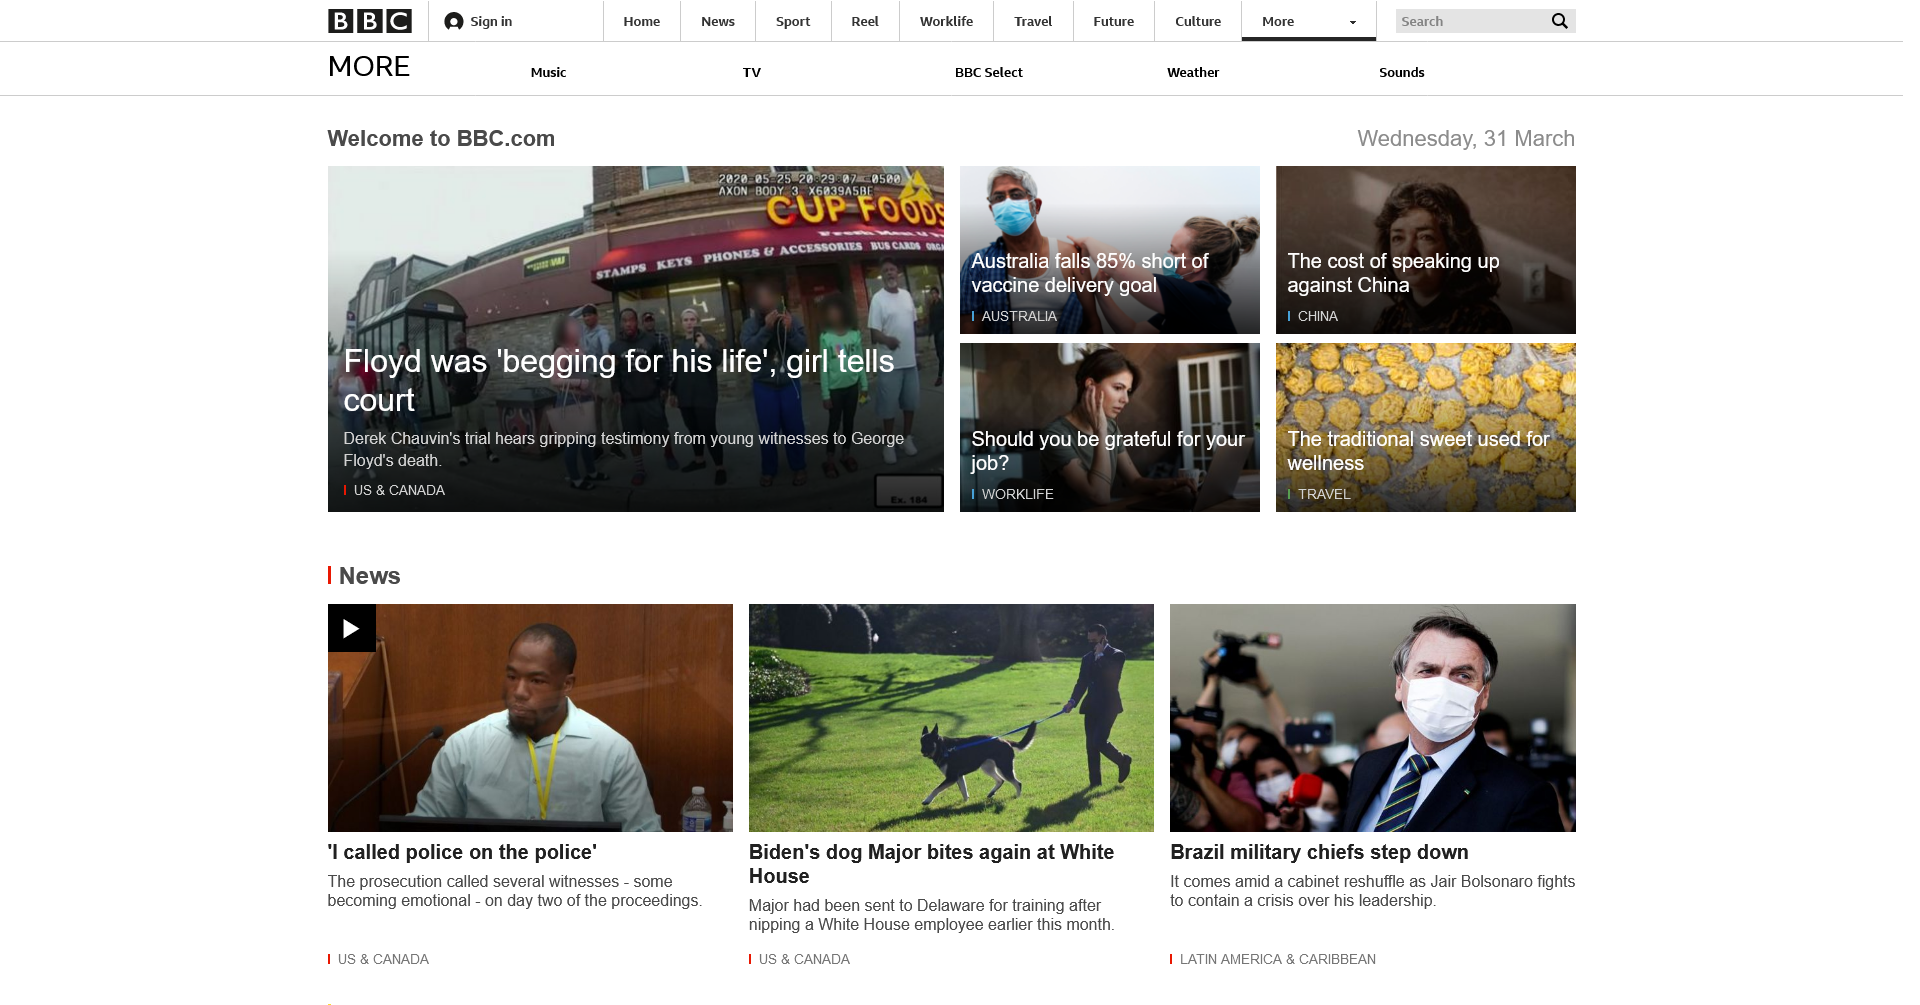 BBC Sign in Home News Sport Reel Worklife Travel Future Culture More Search
MORE Music TV BBC Select Weather Sounds
Welcome to BBC.com
Wednesday, 31 March
2020-05-25 20:29:07 -0500
AXON BODY 3 X6039A5BE
CUP FOODS
STAMPS KEYS PHONES & ACCESSORIES BUS CARDS
Floyd was 'begging for his life', girl tells
court
Derek Chauvin's trial hears gripping testimony from young witnesses to George
Floyd's death.
US & CANADA
Ex. 184
Australia falls 85% short of
vaccine delivery goal
AUSTRALIA
The cost of speaking up
against China
CHINA
Should you be grateful for your
job?
WORKLIFE
The traditional sweet used for
wellness
TRAVEL
News
'I called police on the police'
The prosecution called several witnesses - some
becoming emotional - on day two of the proceedings.
US & CANADA
Biden's dog Major bites again at White
House
Major had been sent to Delaware for training after
nipping a White House employee earlier this month.
US & CANADA
Brazil military chiefs step down
It comes amid a cabinet reshuffle as Jair Bolsonaro fights
to contain a crisis over his leadership.
LATIN AMERICA & CARIBBEAN